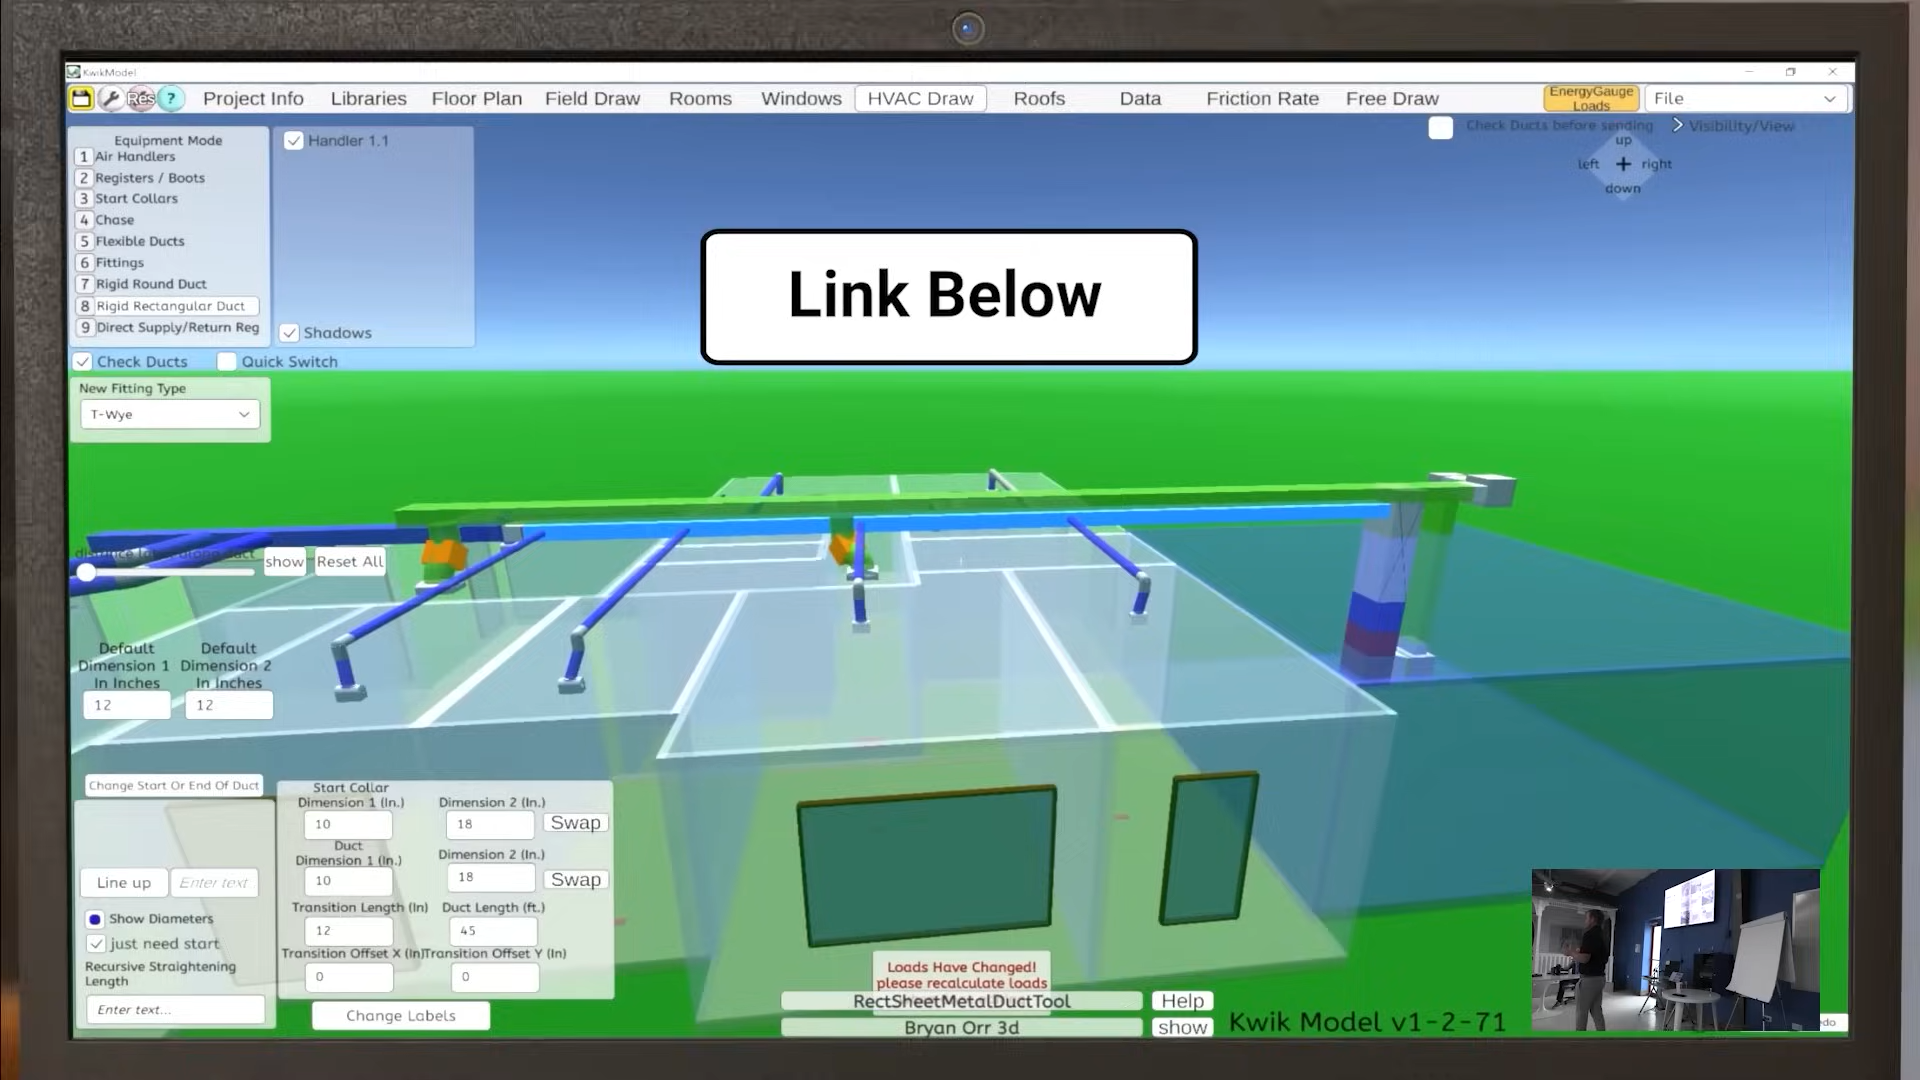 KwikModel
Res ? Project Info Libraries Floor Plan Field Draw Rooms Windows HVAC Draw Roofs Data Friction Rate Free Draw EnergyGauge Loads File
Check Ducts before sending Visibility/View
up
left right
down
Equipment Mode
1 Air Handlers
2 Registers / Boots
3 Start Collars
4 Chase
5 Flexible Ducts
6 Fittings
7 Rigid Round Duct
8 Rigid Rectangular Duct
9 Direct Supply/Return Reg
Handler 1.1
Shadows
Check Ducts Quick Switch
New Fitting Type
T-Wye
Link Below
distance along duct
show Reset All
Default Dimension 1 In Inches
12
Default Dimension 2 In Inches
12
Change Start Or End Of Duct
Line up Enter text
Show Diameters
just need start
Recursive Straightening
Length
Enter text...
Start Collar
Dimension 1 (In.) Dimension 2 (In.)
10 18 Swap
Duct
Dimension 1 (In.) Dimension 2 (In.)
10 18 Swap
Transition Length (In) Duct Length (ft.)
12 45
Transition Offset X (In) Transition Offset Y (In)
0 0
Change Labels
Loads Have Changed!
please recalculate loads
RectSheetMetalDuctTool Help
Bryan Orr 3d show
Kwik Model v1-2-71